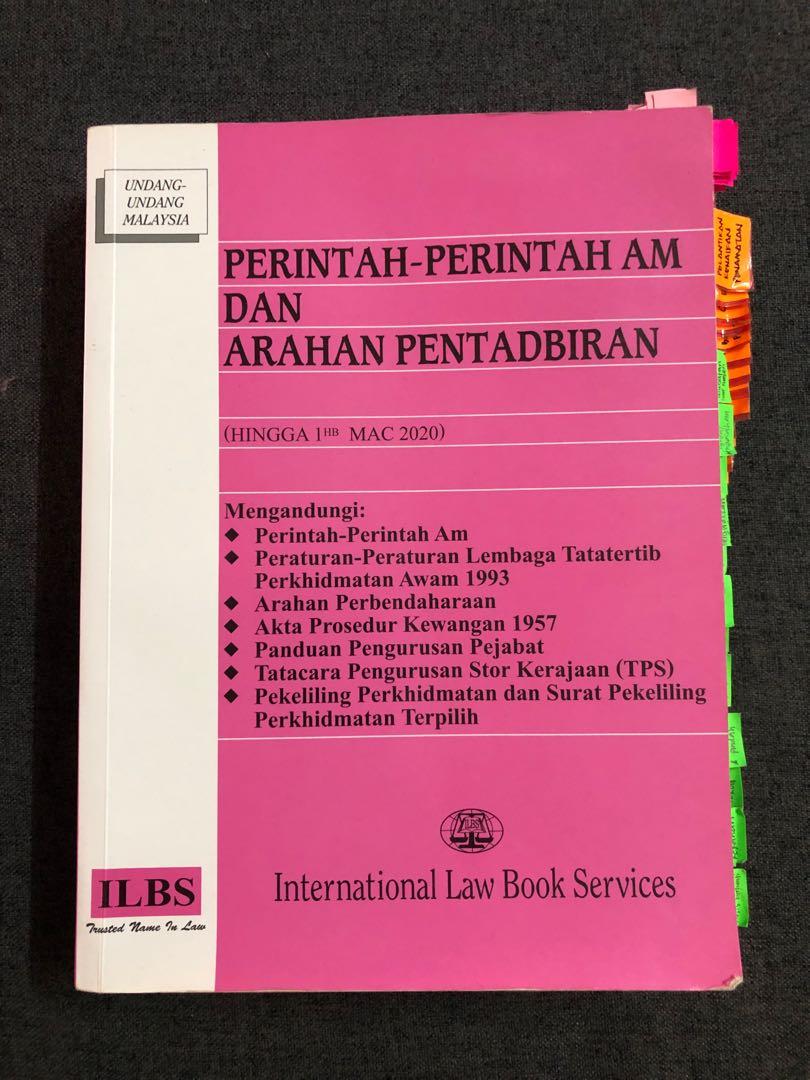 UNDANG-
UNDANG
MALAYSIA
PERINTAH-PERINTAH AM
DAN
ARAHAN PENTADBIRAN
(HINGGA 1HB MAC 2020)
Mengandungi:
◆ Perintah-Perintah Am
◆ Peraturan-Peraturan Lembaga Tatatertib
Perkhidmatan Awam 1993
◆ Arahan Perbendaharaan
◆ Akta Prosedur Kewangan 1957
◆ Panduan Pengurusan Pejabat
◆ Tatacara Pengurusan Stor Kerajaan (TPS)
◆ Pekeliling Perkhidmatan dan Surat Pekeliling
Perkhidmatan Terpilih
ILBS
International Law Book Services
ILBS
Trusted Name In Law
PELANTIKAN
KENAIKAN